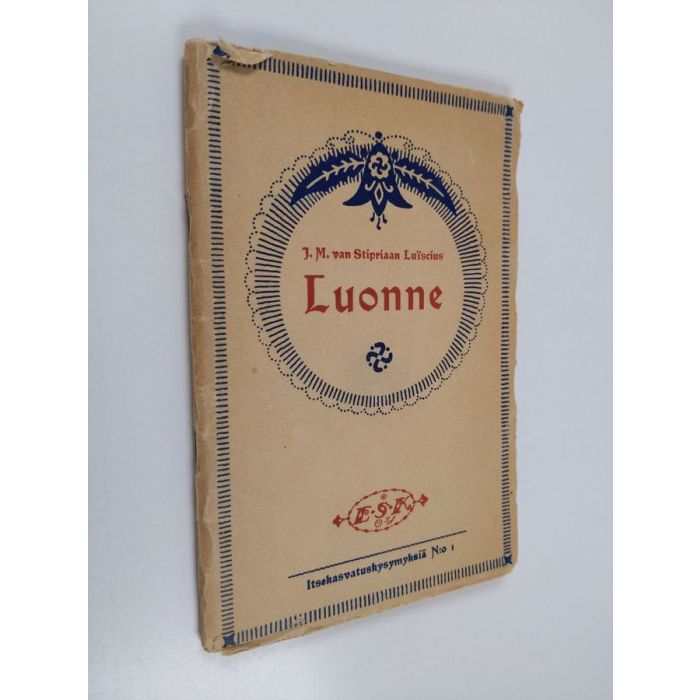 J. M. van Stipriaan Luïscius
Luonne
E·S·K
O·Y
Itsekasvatuskysymyksiä N:o 1